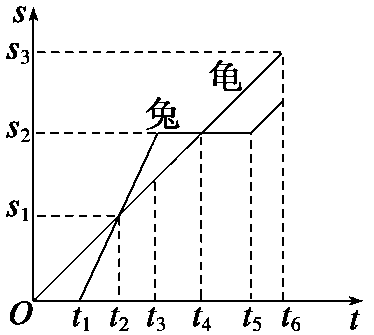 s
s₃
龟
兔
s₂
s₁
O
t₁ t₂ t₃ t₄ t₅ t₆ t